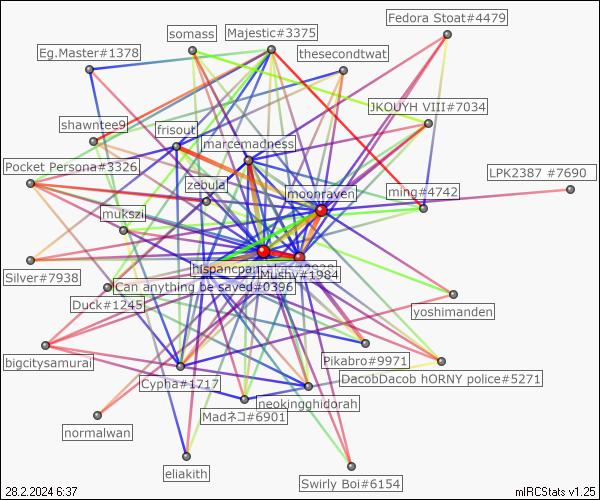 Fedora Stoat#4479
somass
Majestic#3375
Eg.Master#1378
thesecondtwat
JKOUYH VIII#7034
shawntee9
frisout
marcemadness
Pocket Persona#3326
LPK2387 #7690
zebula
moonraven
ming#4742
mukszi
Silver#7938
Mushy#1984
Can anything be saved#0396
Duck#1245
yoshimanden
bigcitysamurai
Pikabro#9971
DacobDacob hORNY police#5271
Cypha#1717
neokingghidorah
Madネコ#6901
normalwan
eliakith
Swirly Boi#6154
28.2.2024 6:37
mIRCStats v1.25